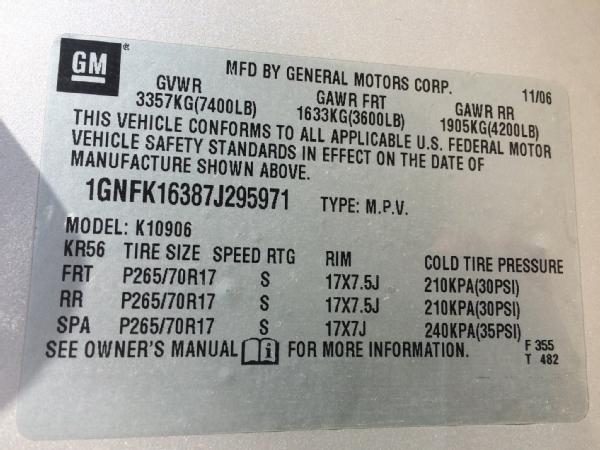 GM ®
MFD BY GENERAL MOTORS CORP. 11/06
GVWR GAWR FRT GAWR RR
3357KG(7400LB) 1633KG(3600LB) 1905KG(4200LB)
THIS VEHICLE CONFORMS TO ALL APPLICABLE U.S. FEDERAL MOTOR
VEHICLE SAFETY STANDARDS IN EFFECT ON THE DATE OF
MANUFACTURE SHOWN ABOVE.
1GNFK16387J295971 TYPE: M.P.V.
MODEL: K10906
KR56 TIRE SIZE SPEED RTG RIM COLD TIRE PRESSURE
FRT P265/70R17 S 17X7.5J 210KPA(30PSI)
RR P265/70R17 S 17X7.5J 210KPA(30PSI)
SPA P265/70R17 S 17X7J 240KPA(35PSI)
SEE OWNER'S MANUAL i FOR MORE INFORMATION. F 355
T 482